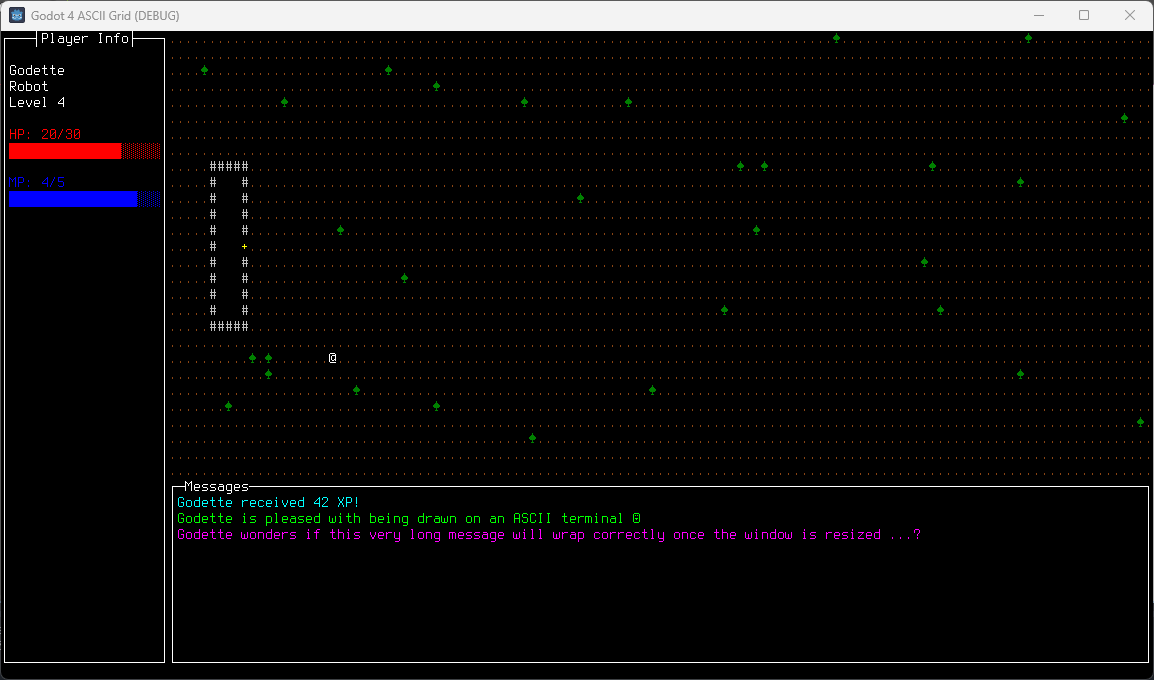 Godot 4 ASCII Grid (DEBUG)
Player Info
Godette
Robot
Level 4
HP: 20/30
MP: 4/5
#####
# #
# #
# #
# #
# +
# #
# #
# #
# #
#####
@
Messages
Godette received 42 XP!
Godette is pleased with being drawn on an ASCII terminal
Godette wonders if this very long message will wrap correctly once the window is resized ...?